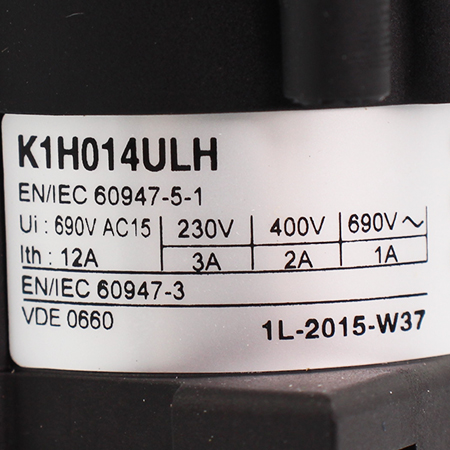 K1H014ULH
EN/IEC 60947-5-1
Ui : 690V AC15 230V 400V 690V ~
Ith : 12A 3A 2A 1A
EN/IEC 60947-3
VDE 0660 1L-2015-W37